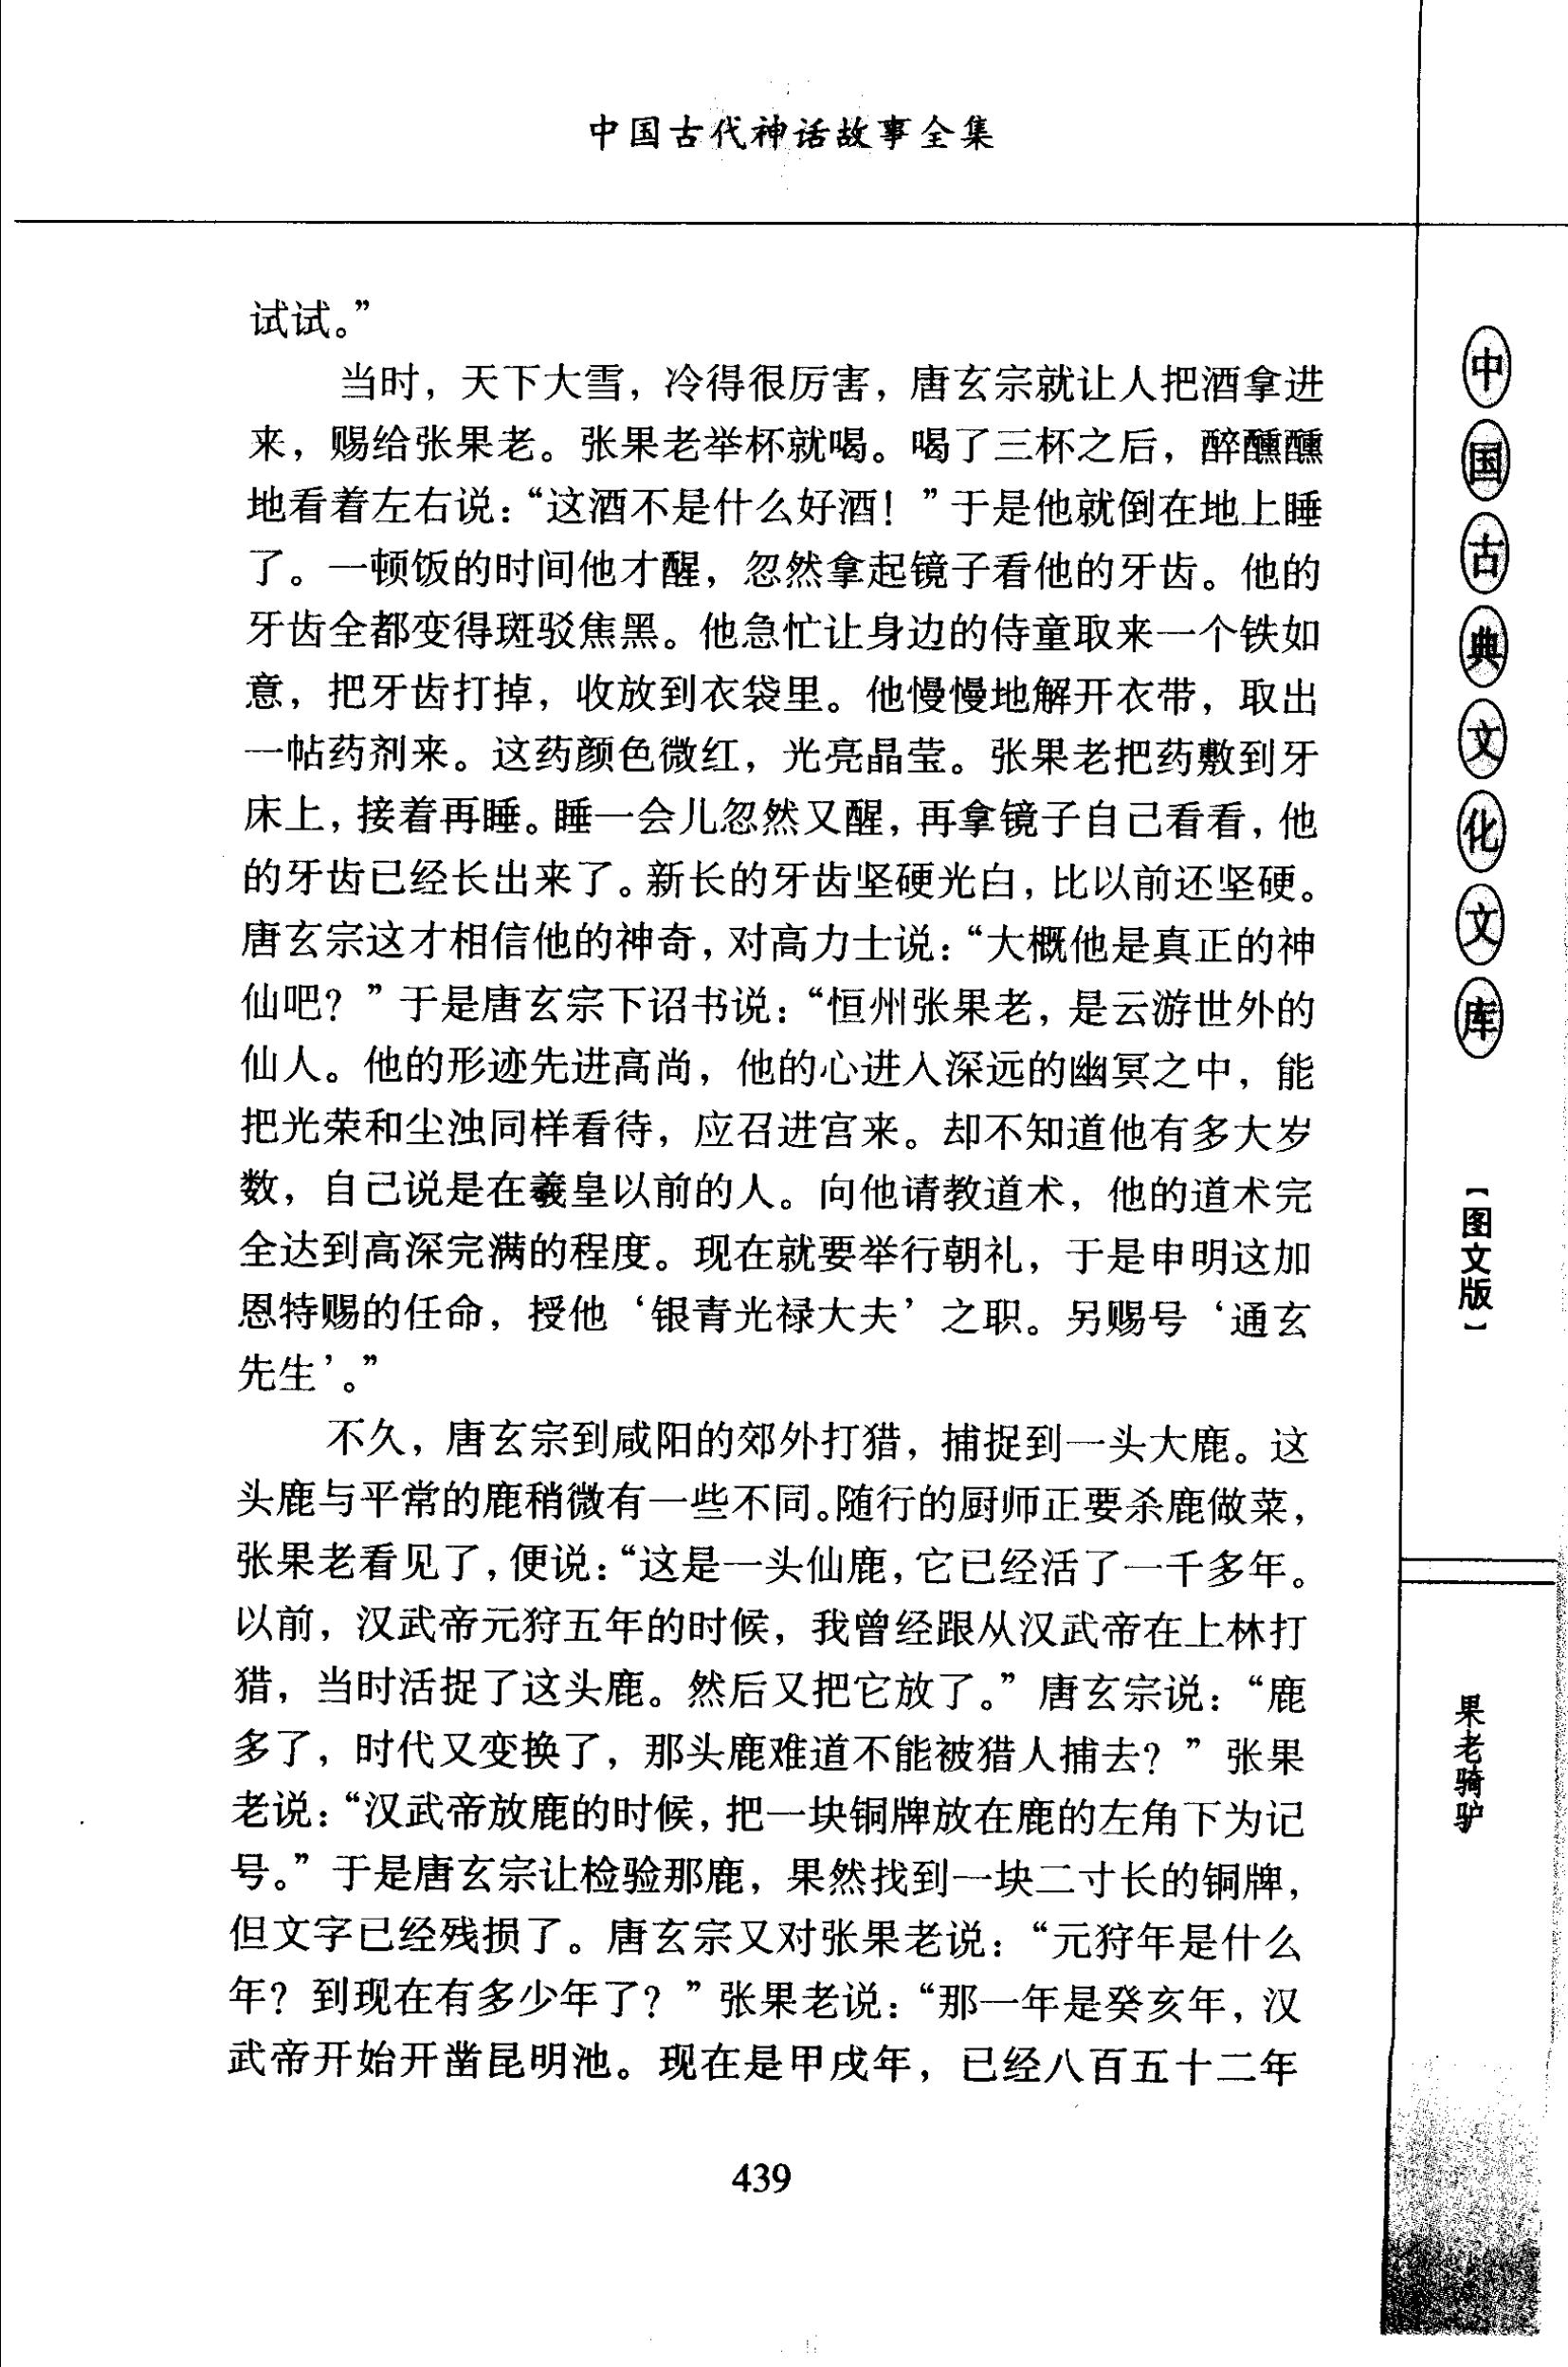 中国古代神话故事全集
试试。”
当时，天下大雪，冷得很厉害，唐玄宗就让人把酒拿进
来，赐给张果老。张果老举杯就喝。喝了三杯之后，醉醺醺
地看着左右说：“这酒不是什么好酒！”于是他就倒在地上睡
了。一顿饭的时间他才醒，忽然拿起镜子看他的牙齿。他的
牙齿全都变得斑驳焦黑。他急忙让身边的侍童取来一个铁如
意，把牙齿打掉，收放到衣袋里。他慢慢地解开衣带，取出
一帖药剂来。这药颜色微红，光亮晶莹。张果老把药敷到牙
床上，接着再睡。睡一会儿忽然又醒，再拿镜子自己看看，他
的牙齿已经长出来了。新长的牙齿坚硬光白，比以前还坚硬。
唐玄宗这才相信他的神奇，对高力士说：“大概他是真正的神
仙吧？”于是唐玄宗下诏书说：“恒州张果老，是云游世外的
仙人。他的形迹先进高尚，他的心进入深远的幽冥之中，能
把光荣和尘浊同样看待，应召进宫来。却不知道他有多大岁
数，自己说是在羲皇以前的人。向他请教道术，他的道术完
全达到高深完满的程度。现在就要举行朝礼，于是申明这加
恩特赐的任命，授他‘银青光禄大夫’之职。另赐号‘通玄
先生’。”
不久，唐玄宗到咸阳的郊外打猎，捕捉到一头大鹿。这
头鹿与平常的鹿稍微有一些不同。随行的厨师正要杀鹿做菜，
张果老看见了，便说：“这是一头仙鹿，它已经活了一千多年。
以前，汉武帝元狩五年的时候，我曾经跟从汉武帝在上林打
猎，当时活捉了这头鹿。然后又把它放了。”唐玄宗说：“鹿
多了，时代又变换了，那头鹿难道不能被猎人捕去？”张果
老说：“汉武帝放鹿的时候，把一块铜牌放在鹿的左角下为记
号。”于是唐玄宗让检验那鹿，果然找到一块二寸长的铜牌，
但文字已经残损了。唐玄宗又对张果老说：“元狩年是什么
年？到现在有多少年了？”张果老说：“那一年是癸亥年，汉
武帝开始开凿昆明池。现在是甲戌年，已经八百五十二年
439
中国古典文化文库
【图文版】
果老骑驴